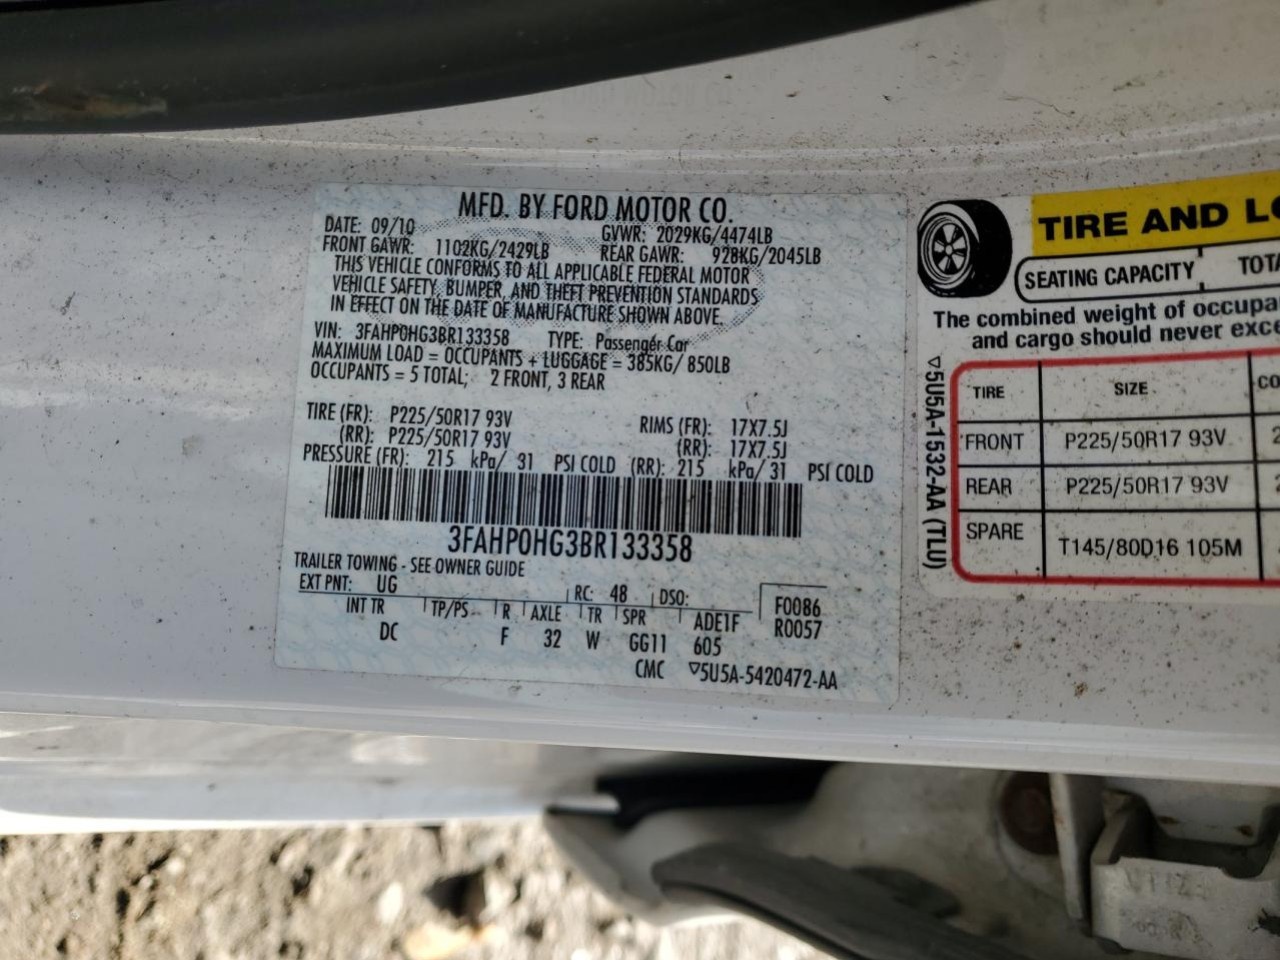 MFD. BY FORD MOTOR CO.
DATE: 09/10 GVWR: 2029KG/4474LB
FRONT GAWR: 1102KG/2429LB REAR GAWR: 928KG/2045LB
THIS VEHICLE CONFORMS TO ALL APPLICABLE FEDERAL MOTOR
VEHICLE SAFETY, BUMPER, AND THEFT PREVENTION STANDARDS
IN EFFECT ON THE DATE OF MANUFACTURE SHOWN ABOVE.
VIN: 3FAHP0HG3BR133358 TYPE: Passenger Car
MAXIMUM LOAD = OCCUPANTS + LUGGAGE = 385KG/ 850LB
OCCUPANTS = 5 TOTAL; 2 FRONT, 3 REAR
TIRE (FR): P225/50R17 93V RIMS (FR): 17X7.5J
(RR): P225/50R17 93V (RR): 17X7.5J
PRESSURE (FR): 215 kPa/ 31 PSI COLD (RR): 215 kPa/ 31 PSI COLD
3FAHP0HG3BR133358
TRAILER TOWING - SEE OWNER GUIDE
EXT PNT: UG RC: 48 DSO: F0086
INT TR TP/PS R AXLE TR SPR ADE1F R0057
DC F 32 W GG11 605
CMC ▽5U5A-5420472-AA
TIRE AND LO
SEATING CAPACITY TOTA
The combined weight of occupa
and cargo should never exce
▽5U5A-1532-AA (TLU)
TIRE SIZE CO
FRONT P225/50R17 93V 2
REAR P225/50R17 93V 2
SPARE T145/80D16 105M